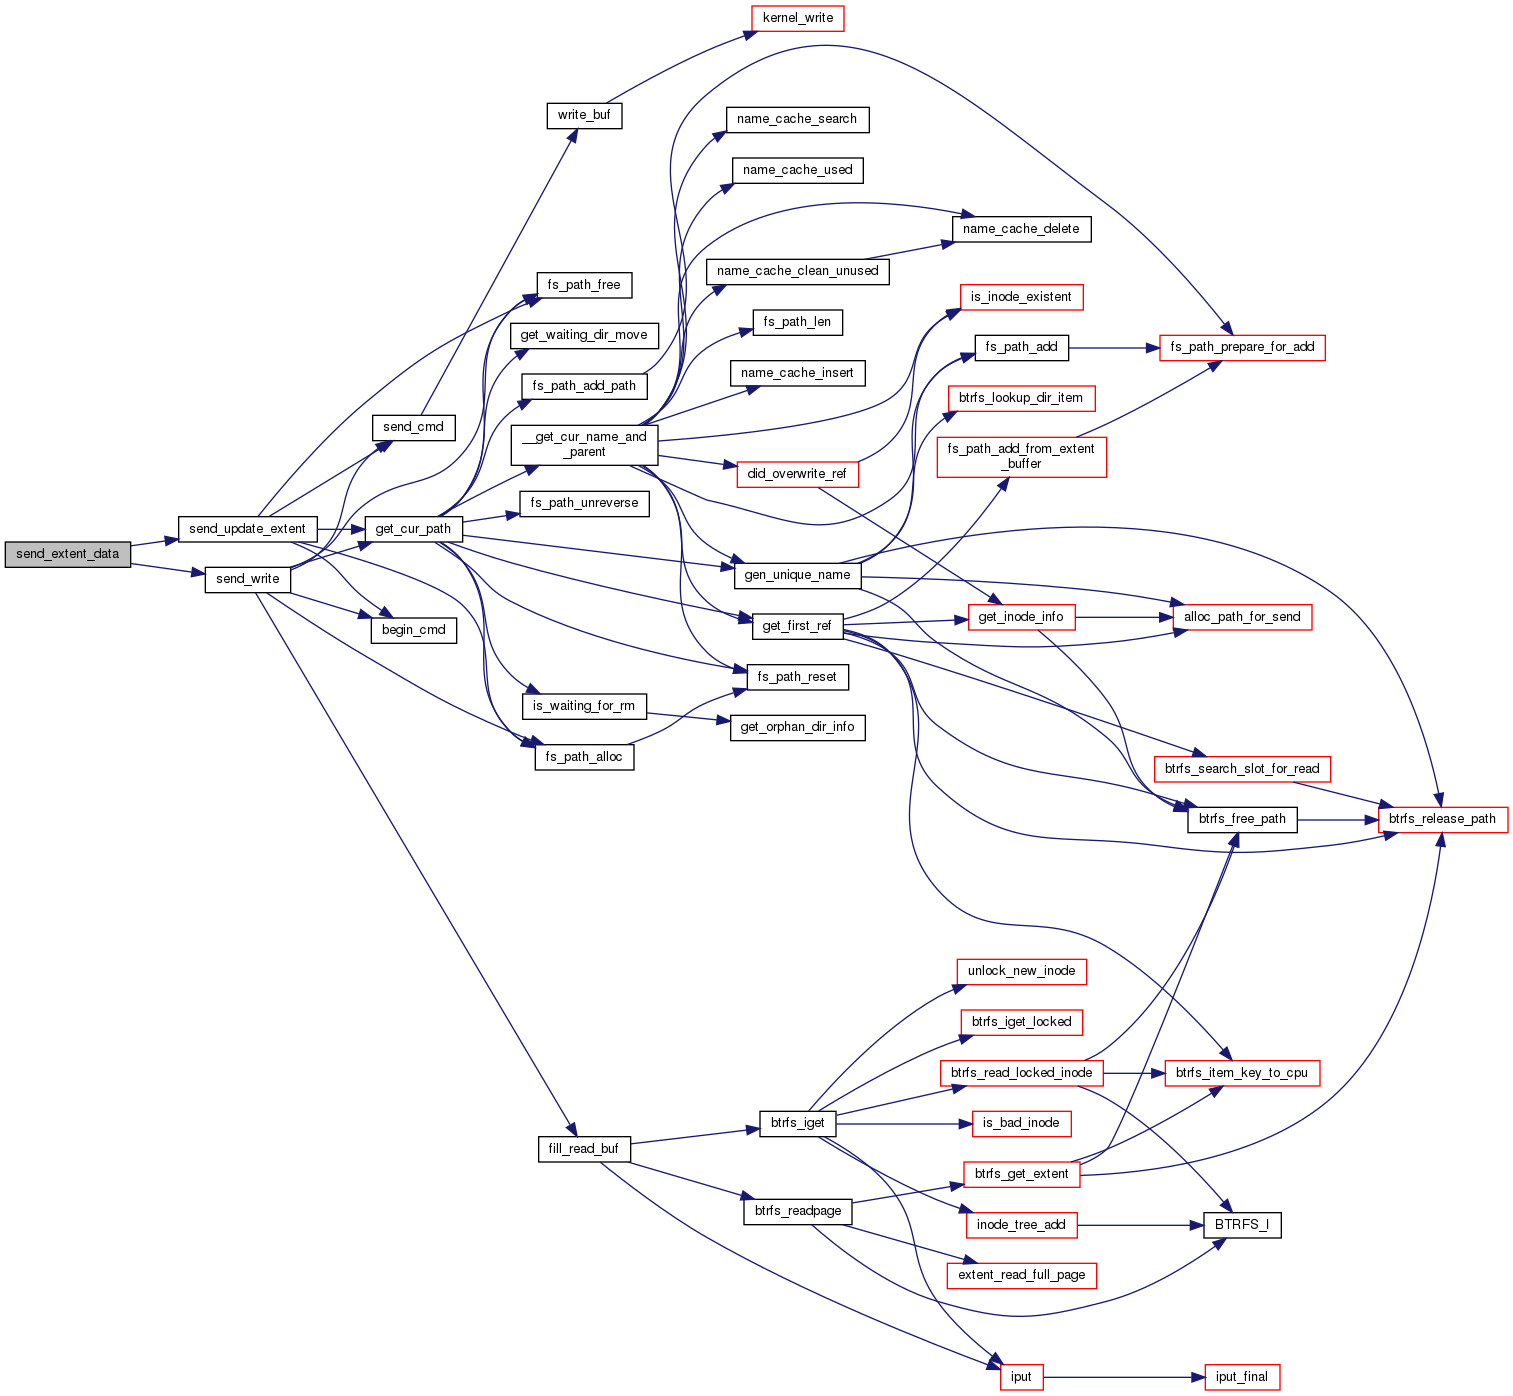 kernel_write
write_buf
name_cache_search
name_cache_used
name_cache_delete
name_cache_clean_unused
fs_path_free
is_inode_existent
fs_path_len
get_waiting_dir_move
fs_path_add
fs_path_prepare_for_add
name_cache_insert
fs_path_add_path
btrfs_lookup_dir_item
send_cmd
__get_cur_name_and
_parent
fs_path_add_from_extent
_buffer
did_overwrite_ref
fs_path_unreverse
send_update_extent
get_cur_path
send_extent_data
send_write
gen_unique_name
get_inode_info
alloc_path_for_send
begin_cmd
get_first_ref
fs_path_reset
is_waiting_for_rm
get_orphan_dir_info
fs_path_alloc
btrfs_search_slot_for_read
btrfs_free_path
btrfs_release_path
unlock_new_inode
btrfs_iget_locked
btrfs_read_locked_inode
btrfs_item_key_to_cpu
btrfs_iget
is_bad_inode
fill_read_buf
btrfs_get_extent
btrfs_readpage
inode_tree_add
BTRFS_I
extent_read_full_page
iput
iput_final